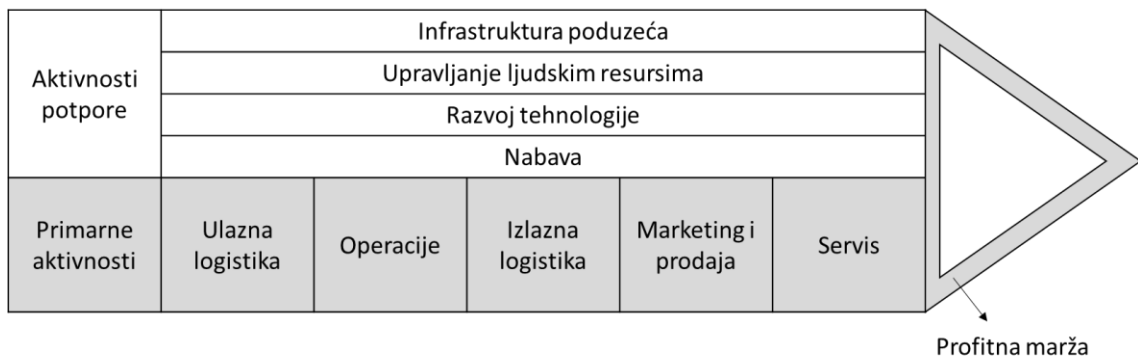 Aktivnosti
potpore
Infrastruktura poduzeća
Upravljanje ljudskim resursima
Razvoj tehnologije
Nabava
Primarne
aktivnosti
Ulazna
logistika
Operacije
Izlazna
logistika
Marketing i
prodaja
Servis
Profitna marža